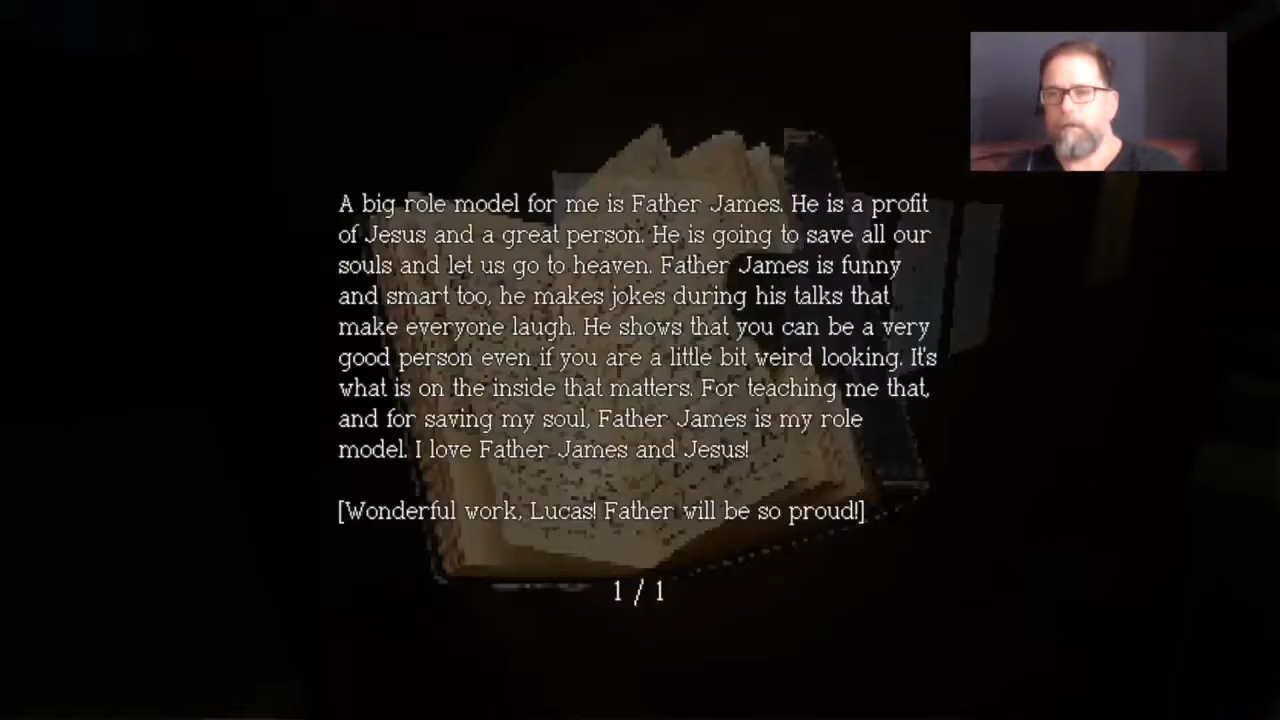 A big role model for me is Father James. He is a profit
of Jesus and a great person. He is going to save all our
souls and let us go to heaven. Father James is funny
and smart too, he makes jokes during his talks that
make everyone laugh. He shows that you can be a very
good person even if you are a little bit weird looking. It's
what is on the inside that matters. For teaching me that,
and for saving my soul, Father James is my role
model. I love Father James and Jesus!
[Wonderful work, Lucas! Father will be so proud!]
1 / 1